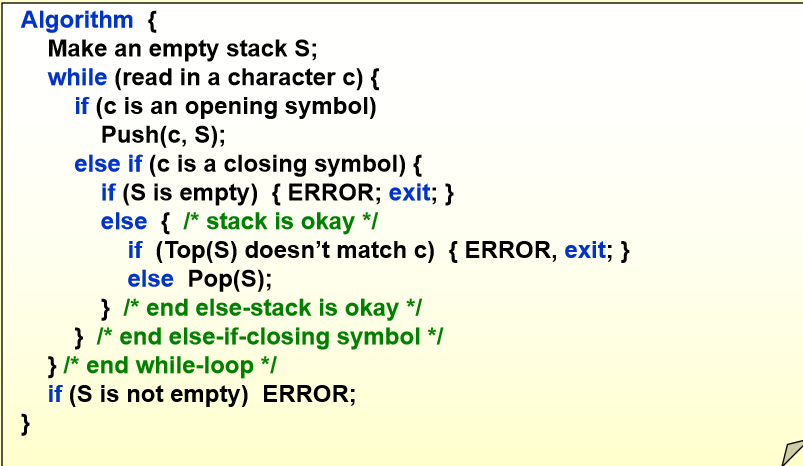 Algorithm {
Make an empty stack S;
while (read in a character c) {
if (c is an opening symbol)
Push(c, S);
else if (c is a closing symbol) {
if (S is empty) { ERROR; exit; }
else { /* stack is okay */
if (Top(S) doesn’t match c) { ERROR, exit; }
else Pop(S);
} /* end else-stack is okay */
} /* end else-if-closing symbol */
} /* end while-loop */
if (S is not empty) ERROR;
}